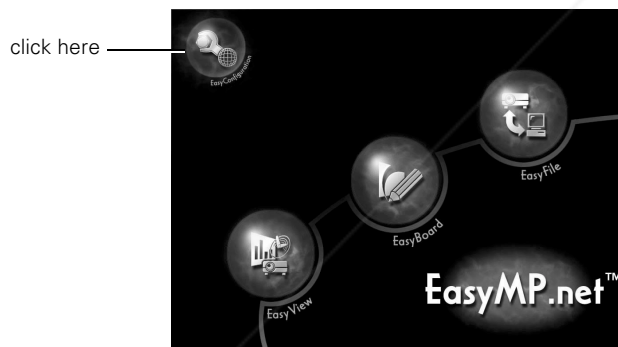 click here
EasyConfiguration
EasyFile
EasyBoard
EasyView
EasyMP.net™